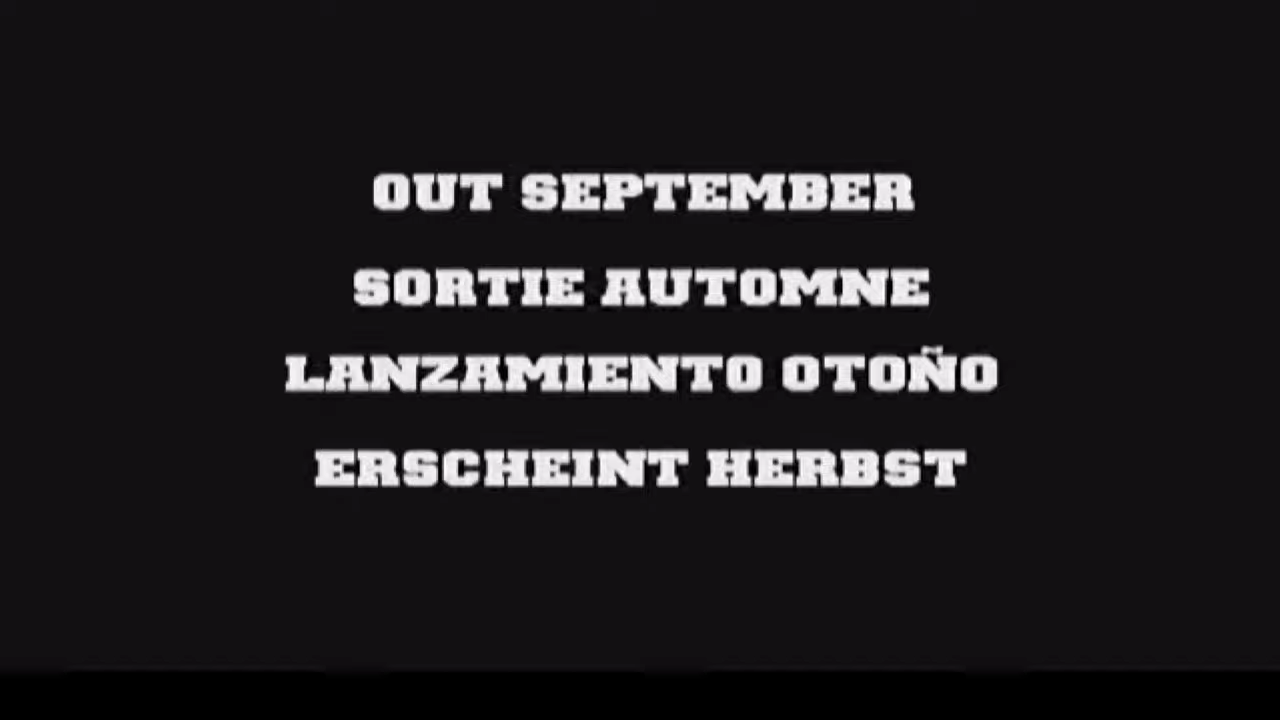 OUT SEPTEMBER
SORTIE AUTOMNE
LANZAMIENTO OTOÑO
ERSCHEINT HERBST